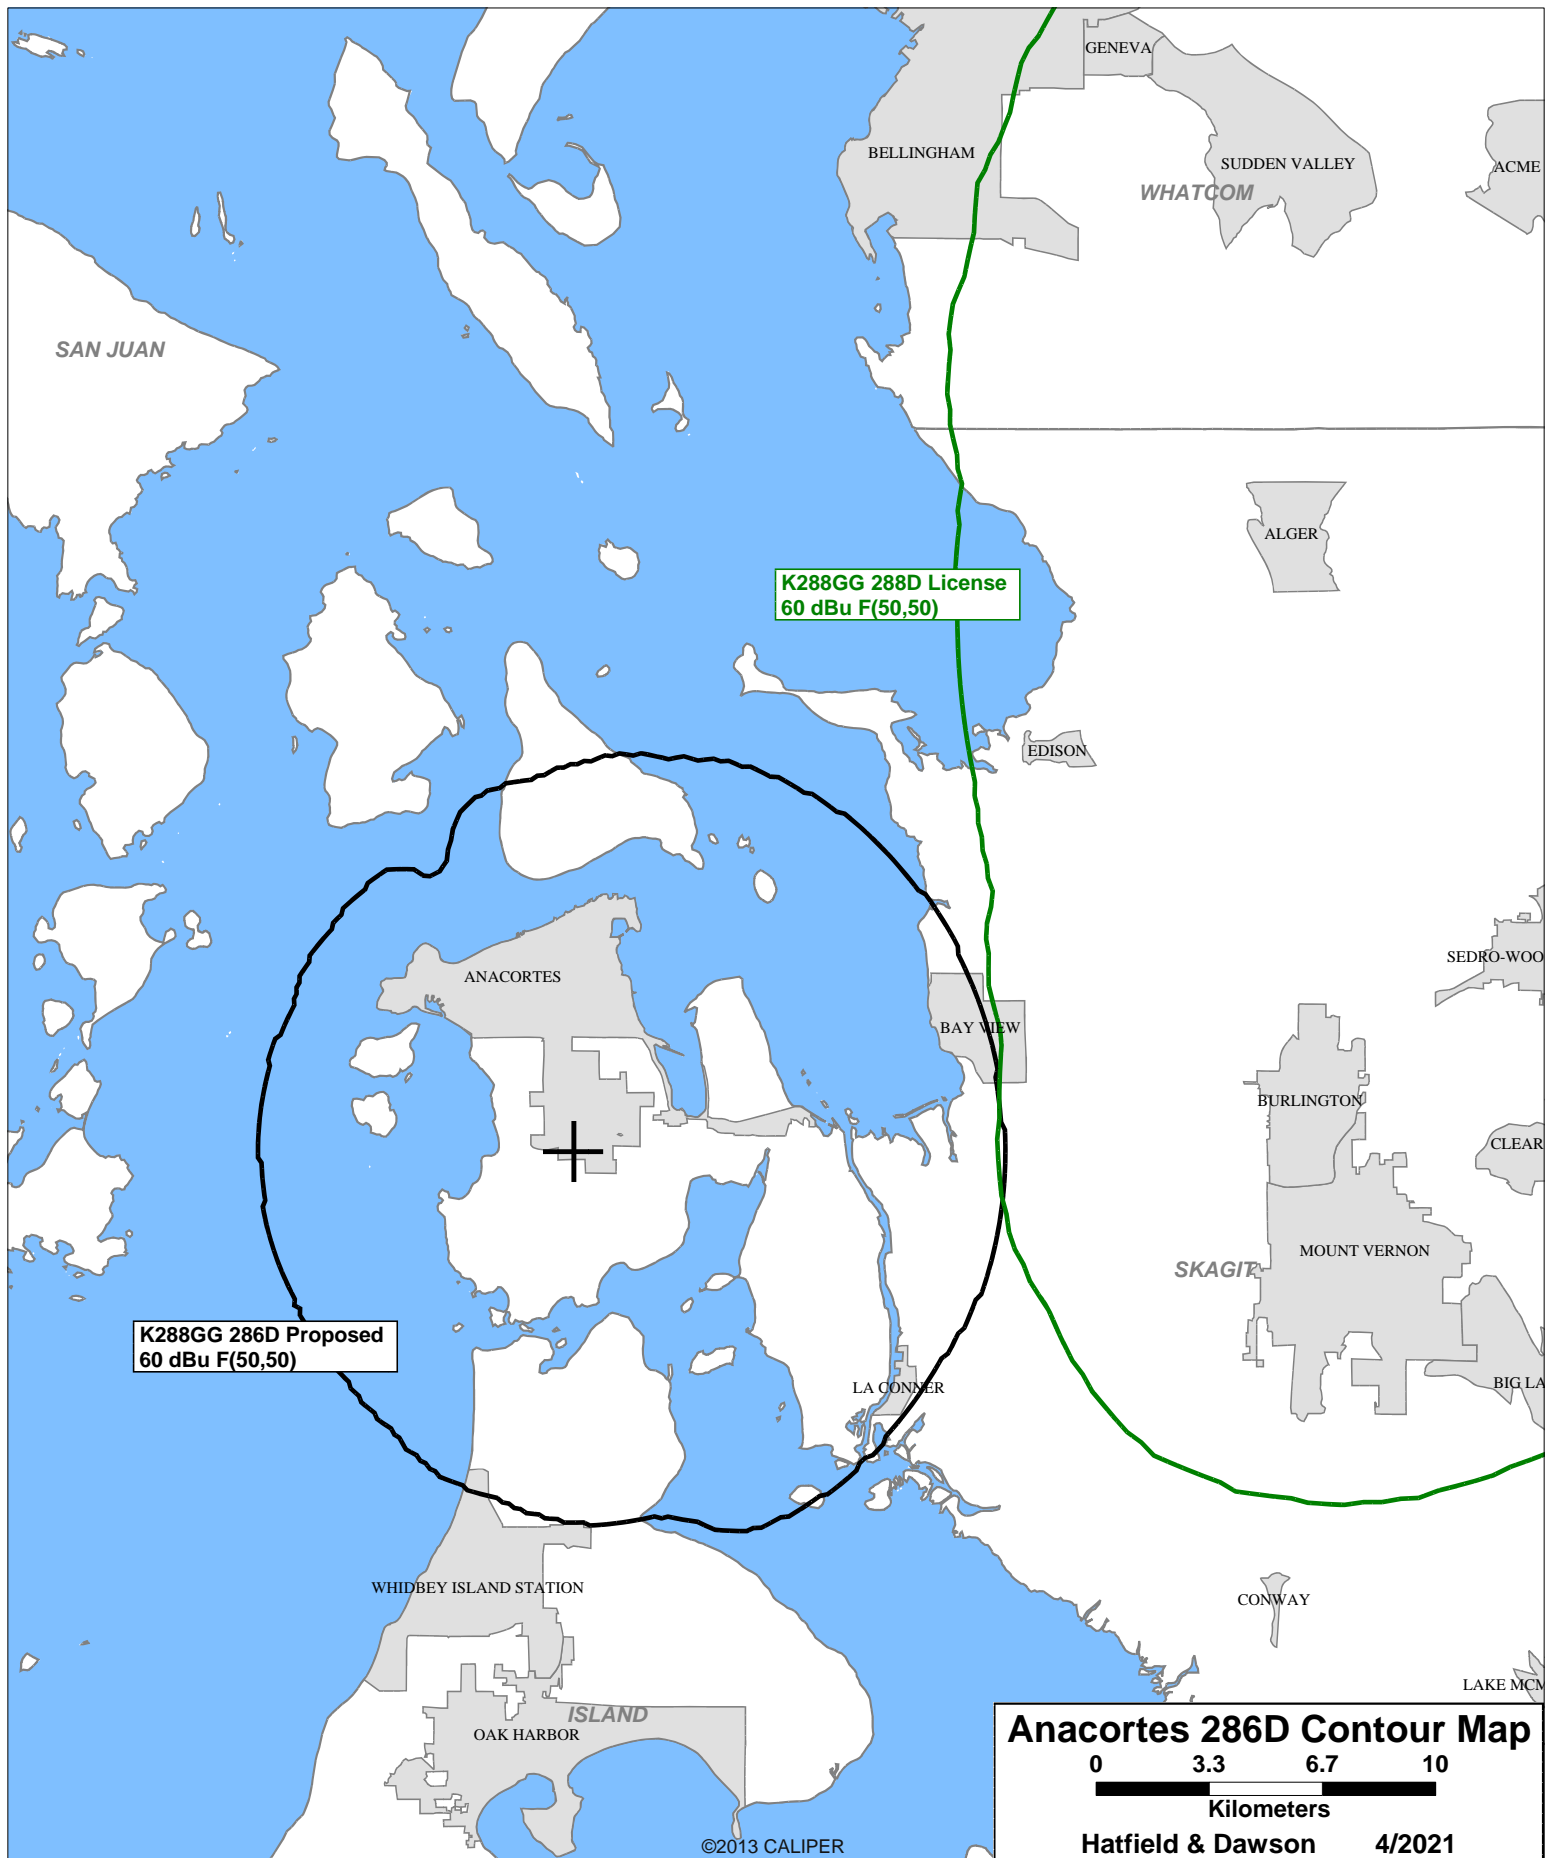 GENEVA
BELLINGHAM
SUDDEN VALLEY
ACME
WHATCOM
SAN JUAN
ALGER
K288GG 288D License
60 dBu F(50,50)
EDISON
SEDRO-WOO
ANACORTES
BAY VIEW
BURLINGTON
CLEAR
MOUNT VERNON
SKAGIT
K288GG 286D Proposed
60 dBu F(50,50)
LA CONNER
BIG LA
WHIDBEY ISLAND STATION
CONWAY
LAKE MCM
ISLAND
OAK HARBOR
Anacortes 286D Contour Map
0 3.3 6.7 10
Kilometers
Hatfield & Dawson 4/2021
©2013 CALIPER